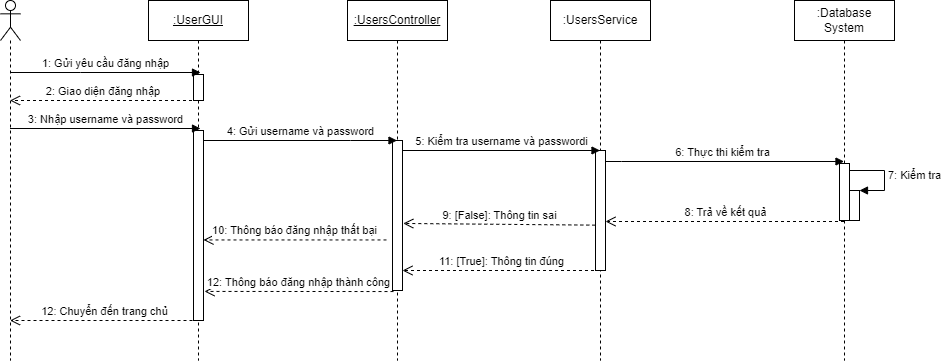 :UserGUI
:UsersController
:UsersService
:Database
System
1: Gửi yêu cầu đăng nhập
2: Giao diện đăng nhập
3: Nhập username và password
4: Gửi username và password
5: Kiểm tra username và passwordi
6: Thực thi kiểm tra
7: Kiểm tra
8: Trả về kết quả
9: [False]: Thông tin sai
10: Thông báo đăng nhập thất bại
11: [True]: Thông tin đúng
12: Thông báo đăng nhập thành công
12: Chuyển đến trang chủ